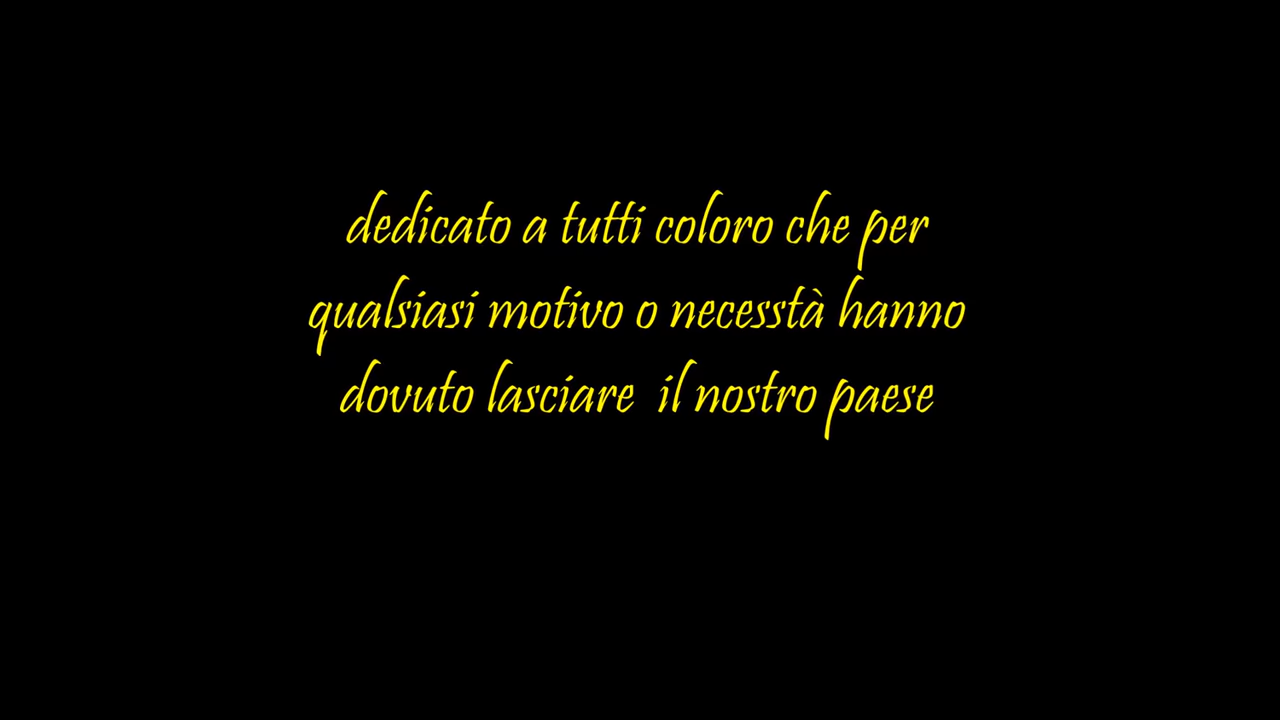 dedicato a tutti coloro che per
qualsiasi motivo o necesstà hanno
dovuto lasciare  il nostro paese